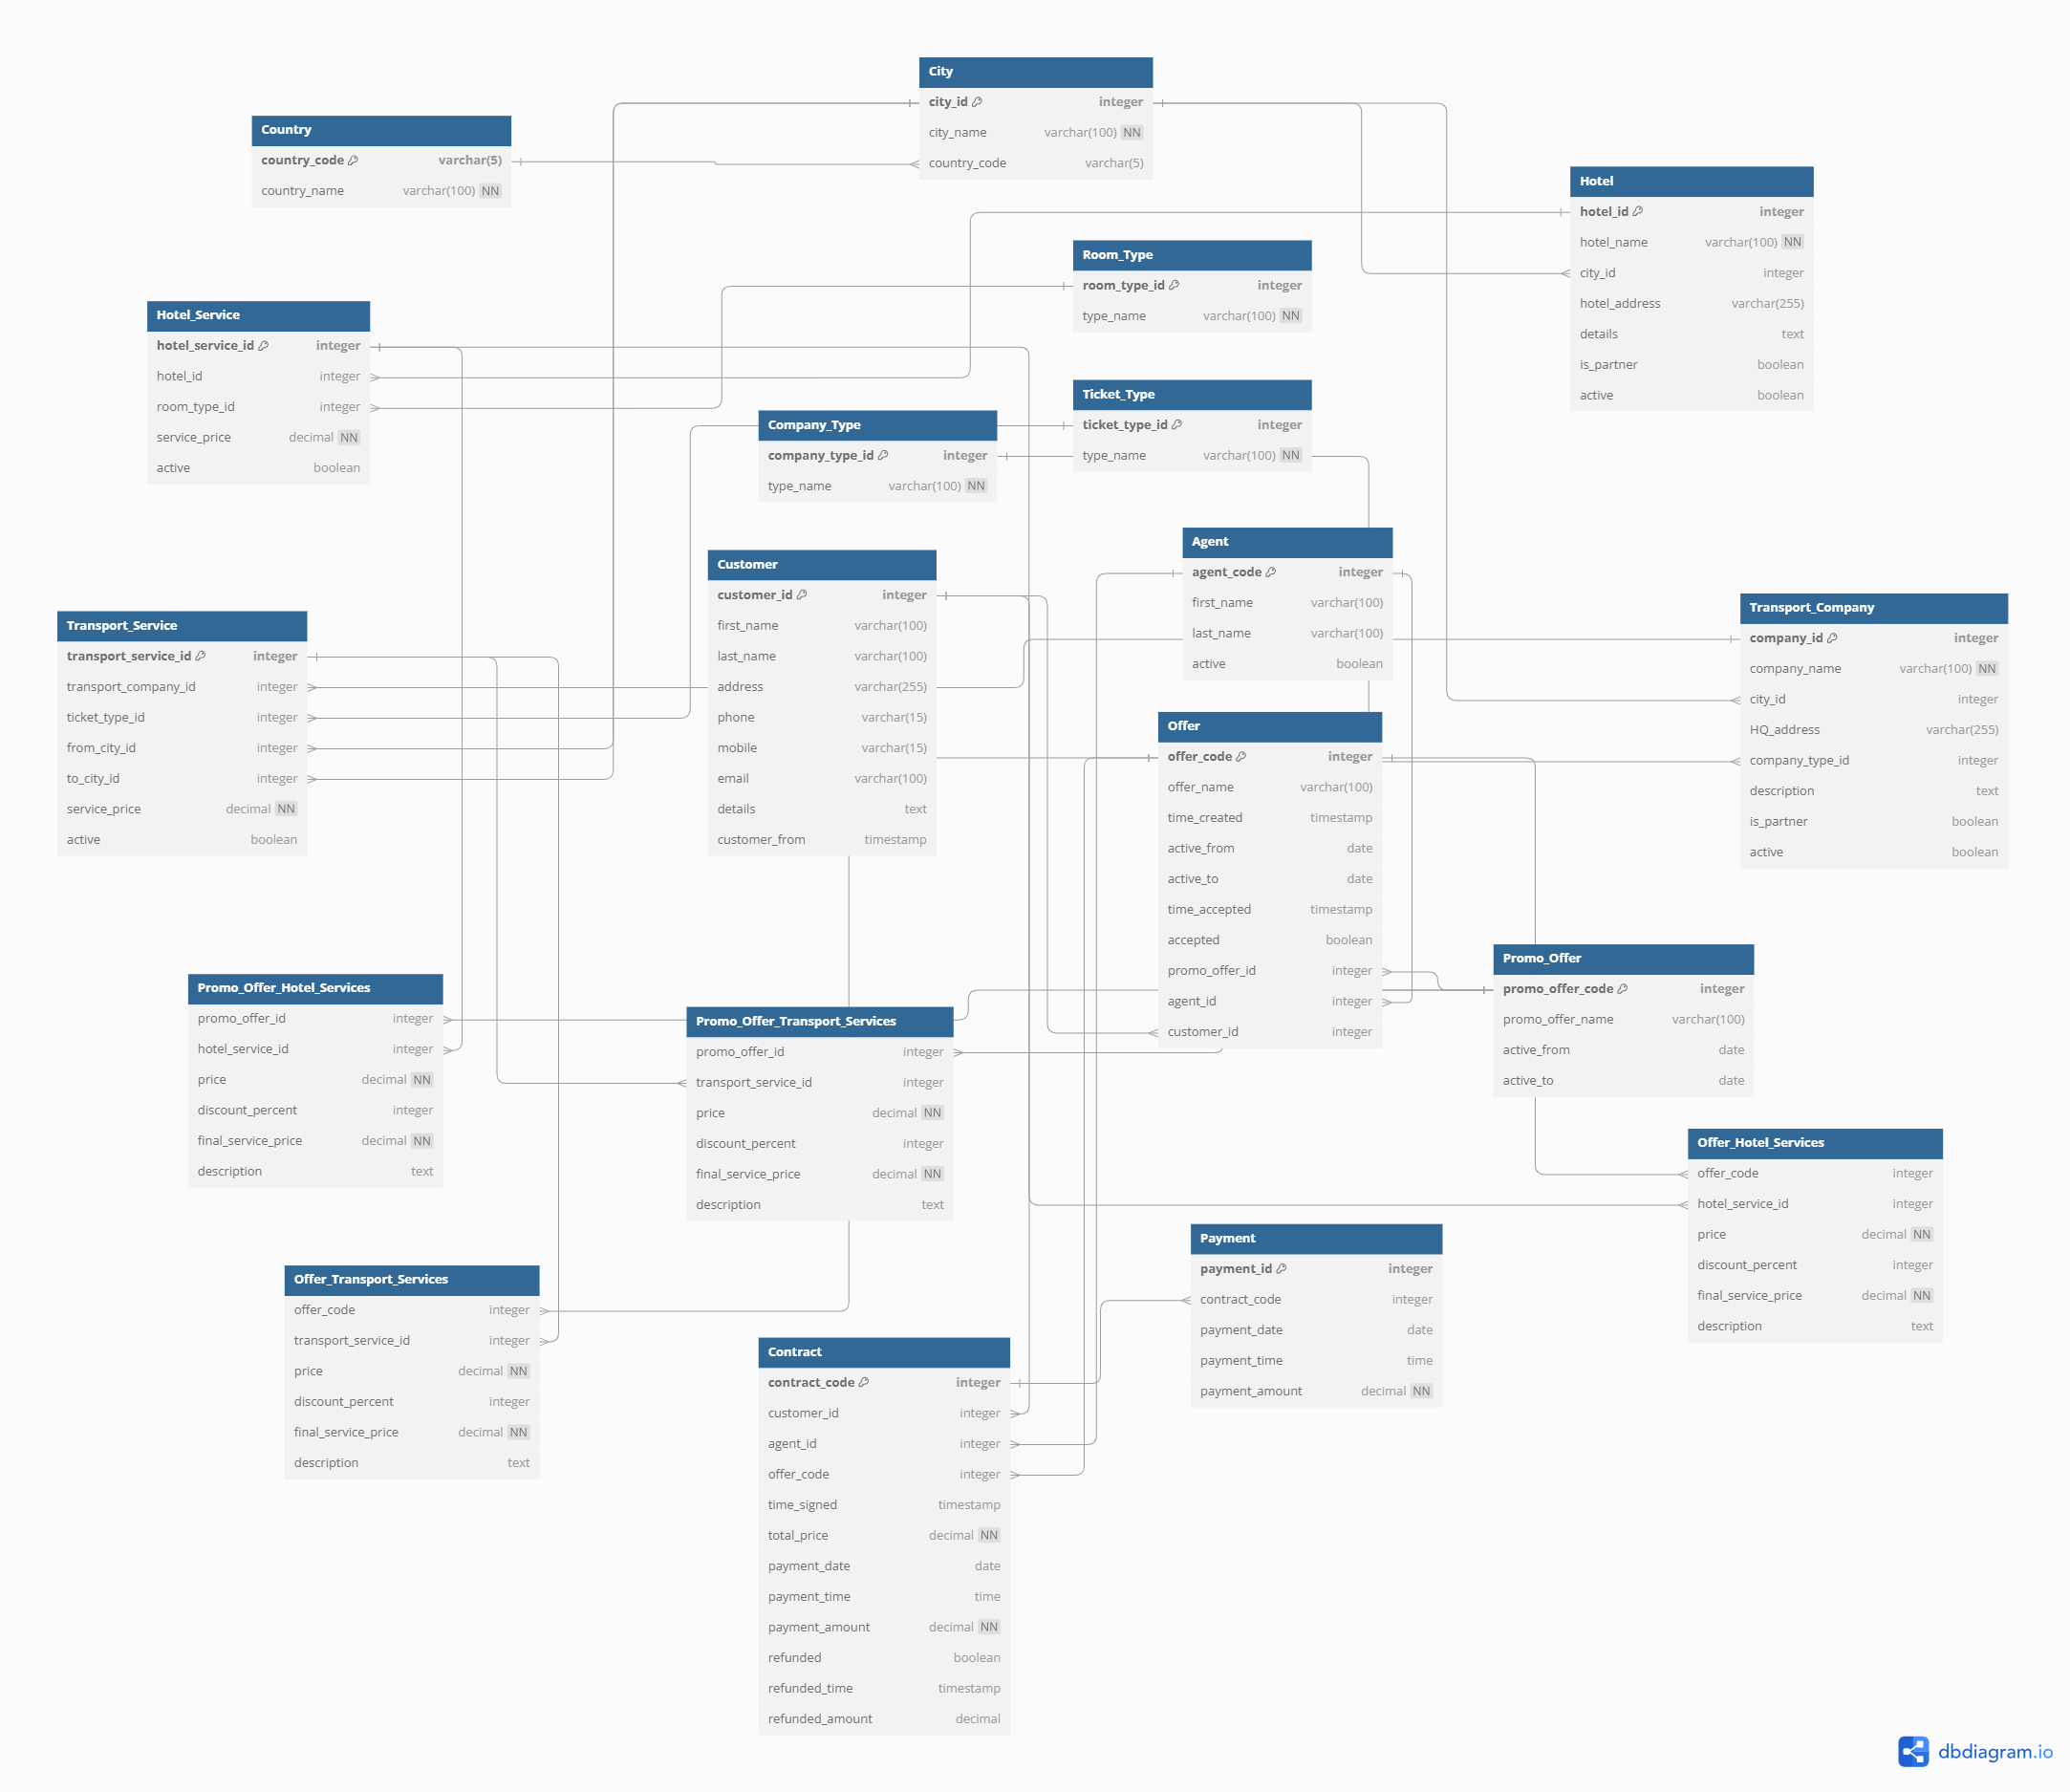 City
city_id integer
city_name varchar(100) NN
country_code varchar(5)
Country
country_code varchar(5)
country_name varchar(100) NN
Hotel
hotel_id integer
hotel_name varchar(100) NN
city_id integer
hotel_address varchar(255)
details text
is_partner boolean
active boolean
Room_Type
room_type_id integer
type_name varchar(100) NN
Hotel_Service
hotel_service_id integer
hotel_id integer
room_type_id integer
service_price decimal NN
active boolean
Ticket_Type
ticket_type_id integer
type_name varchar(100) NN
Company_Type
company_type_id integer
type_name varchar(100) NN
Agent
agent_code integer
first_name varchar(100)
last_name varchar(100)
active boolean
Customer
customer_id integer
first_name varchar(100)
last_name varchar(100)
address varchar(255)
phone varchar(15)
mobile varchar(15)
email varchar(100)
details text
customer_from timestamp
Transport_Company
company_id integer
company_name varchar(100) NN
city_id integer
HQ_address varchar(255)
company_type_id integer
description text
is_partner boolean
active boolean
Transport_Service
transport_service_id integer
transport_company_id integer
ticket_type_id integer
from_city_id integer
to_city_id integer
service_price decimal NN
active boolean
Offer
offer_code integer
offer_name varchar(100)
time_created timestamp
active_from date
active_to date
time_accepted timestamp
accepted boolean
promo_offer_id integer
agent_id integer
customer_id integer
Promo_Offer
promo_offer_code integer
promo_offer_name varchar(100)
active_from date
active_to date
Promo_Offer_Hotel_Services
promo_offer_id integer
hotel_service_id integer
price decimal NN
discount_percent integer
final_service_price decimal NN
description text
Promo_Offer_Transport_Services
promo_offer_id integer
transport_service_id integer
price decimal NN
discount_percent integer
final_service_price decimal NN
description text
Offer_Hotel_Services
offer_code integer
hotel_service_id integer
price decimal NN
discount_percent integer
final_service_price decimal NN
description text
Payment
payment_id integer
contract_code integer
payment_date date
payment_time time
payment_amount decimal NN
Offer_Transport_Services
offer_code integer
transport_service_id integer
price decimal NN
discount_percent integer
final_service_price decimal NN
description text
Contract
contract_code integer
customer_id integer
agent_id integer
offer_code integer
time_signed timestamp
total_price decimal NN
payment_date date
payment_time time
payment_amount decimal NN
refunded boolean
refunded_time timestamp
refunded_amount decimal
dbdiagram.io